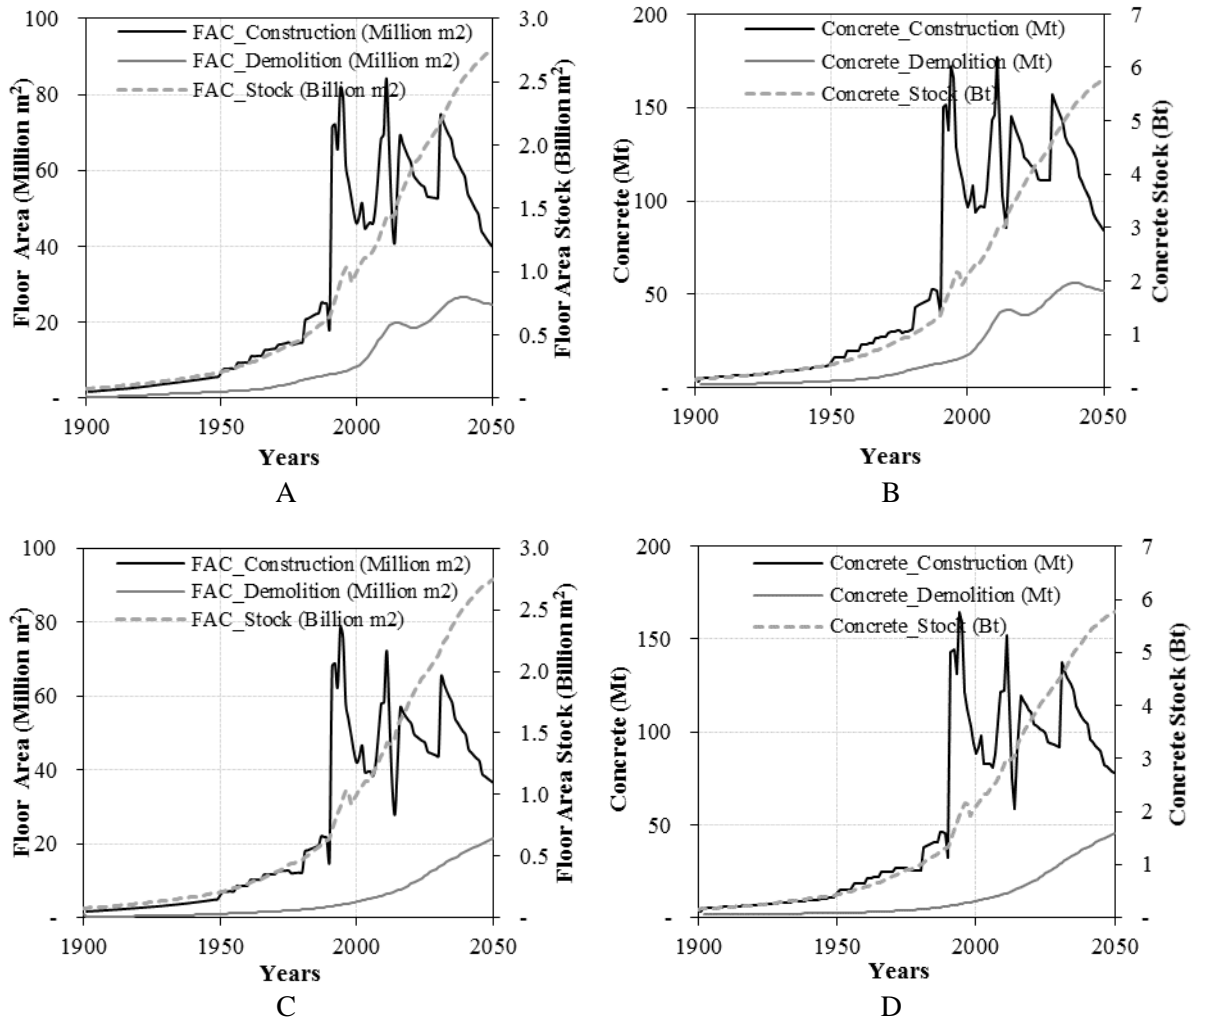 100
80
60
40
20
-
Floor Area (Million m²)
FAC_Construction (Million m2)
FAC_Demolition (Million m2)
FAC_Stock (Billion m2)
3.0
2.5
2.0
1.5
1.0
0.5
-
Floor Area Stock (Billion m²)
1900 1950 2000 2050
Years
A
200
150
100
50
-
Concrete (Mt)
Concrete_Construction (Mt)
Concrete_Demolition (Mt)
Concrete_Stock (Bt)
7
6
5
4
3
2
1
-
Concrete Stock (Bt)
1900 1950 2000 2050
Years
B
100
80
60
40
20
-
Floor Area (Million m²)
FAC_Construction (Million m2)
FAC_Demolition (Million m2)
FAC_Stock (Billion m2)
3.0
2.5
2.0
1.5
1.0
0.5
-
Floor Area Stock (Billion m²)
1900 1950 2000 2050
Years
C
200
150
100
50
-
Concrete (Mt)
Concrete_Construction (Mt)
Concrete_Demolition (Mt)
Concrete_Stock (Bt)
7
6
5
4
3
2
1
-
Concrete Stock (Bt)
1900 1950 2000 2050
Years
D